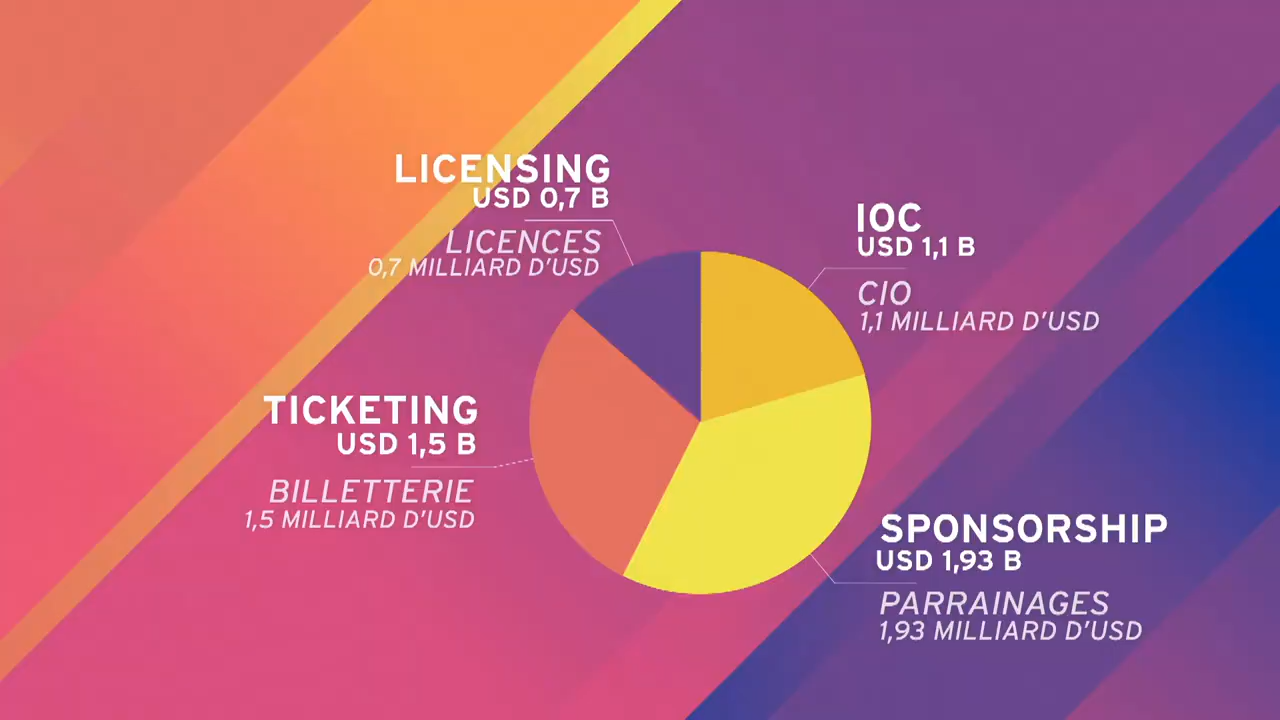 LICENSING
USD 0,7 B
LICENCES
0,7 MILLIARD D'USD
IOC
USD 1,1 B
CIO
1,1 MILLIARD D'USD
TICKETING
USD 1,5 B
BILLETTERIE
1,5 MILLIARD D'USD
SPONSORSHIP
USD 1,93 B
PARRAINAGES
1,93 MILLIARD D'USD